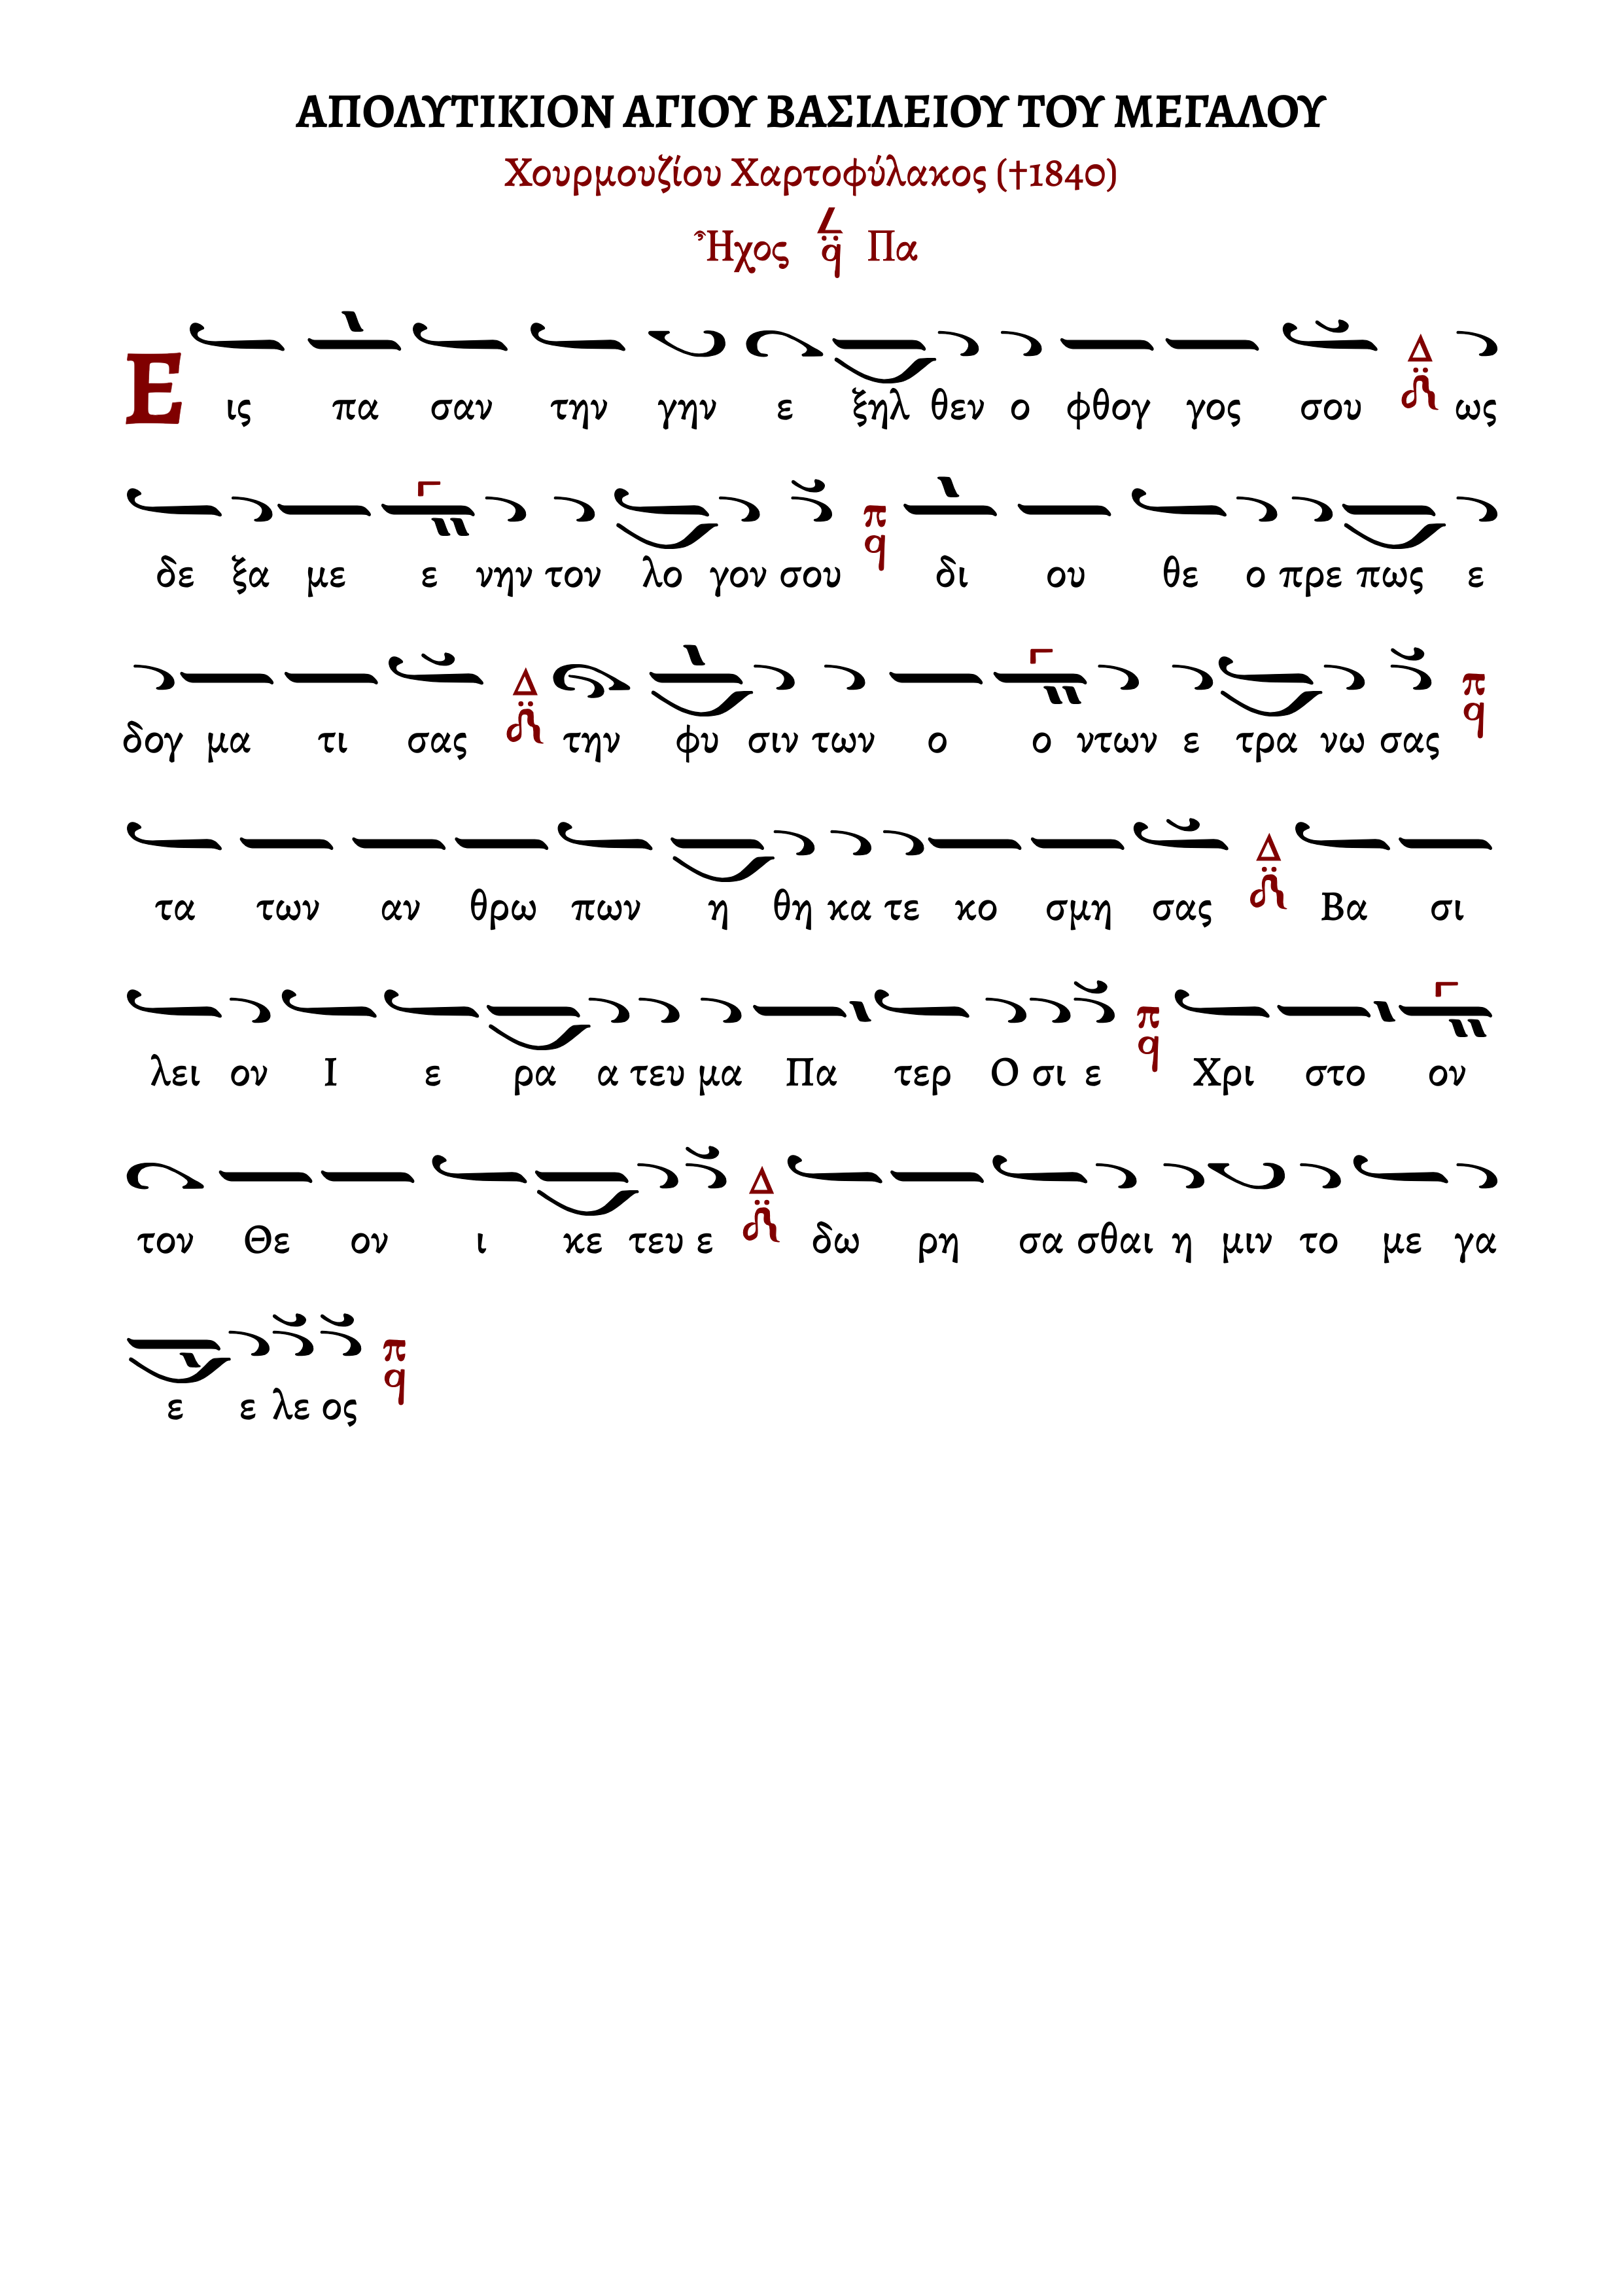 ΑΠΟΛΥΤΙΚΙΟΝ ΑΓΙΟΥ ΒΑΣΙΛΕΙΟΥ ΤΟΥ ΜΕΓΑΛΟΥ
Χουρμουζίου Χαρτοφύλακος (†1840)
Ἦχος q̈ Πα
Ε ις πα σαν την γην ε ξηλ θεν ο φθογ γος σου Δ ως
δε ξα με ε νην τον λο γον σου π q δι ου θε ο πρε πως ε
δογ μα τι σας Δ την φυ σιν των ο ο ντων ε τρα νω σας π q
τα των αν θρω πων η θη κα τε κο σμη σας Δ Βα σι
λει ον Ι ε ρα α τευ μα Πα τερ Ο σι ε π q Χρι στο ον
τον Θε ον ι κε τευ ε Δ δω ρη σα σθαι η μιν το με γα
ε ε λε ος π q